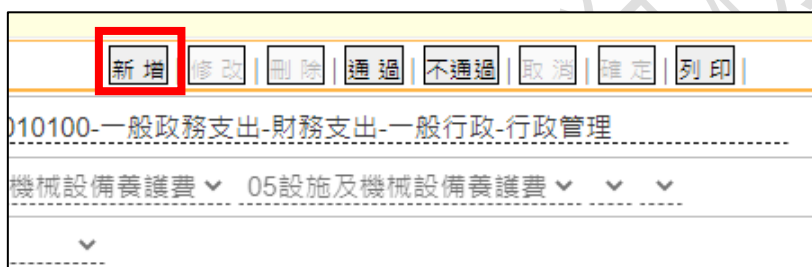 新 增 | 修 改 | 刪 除 | 通 過 | 不通過 | 取 消 | 確 定 | 列 印 |
010100-一般政務支出-財務支出-一般行政-行政管理
機械設備養護費 05設施及機械設備養護費